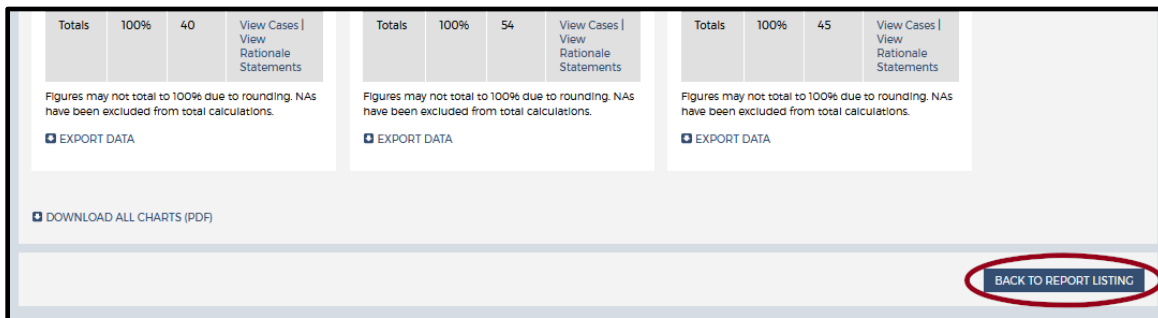 Totals 100% 40 View Cases |
View
Rationale
Statements
Figures may not total to 100% due to rounding. NAs
have been excluded from total calculations.
EXPORT DATA
Totals 100% 54 View Cases |
View
Rationale
Statements
Figures may not total to 100% due to rounding. NAs
have been excluded from total calculations.
EXPORT DATA
Totals 100% 45 View Cases |
View
Rationale
Statements
Figures may not total to 100% due to rounding. NAs
have been excluded from total calculations.
EXPORT DATA
DOWNLOAD ALL CHARTS (PDF)
BACK TO REPORT LISTING